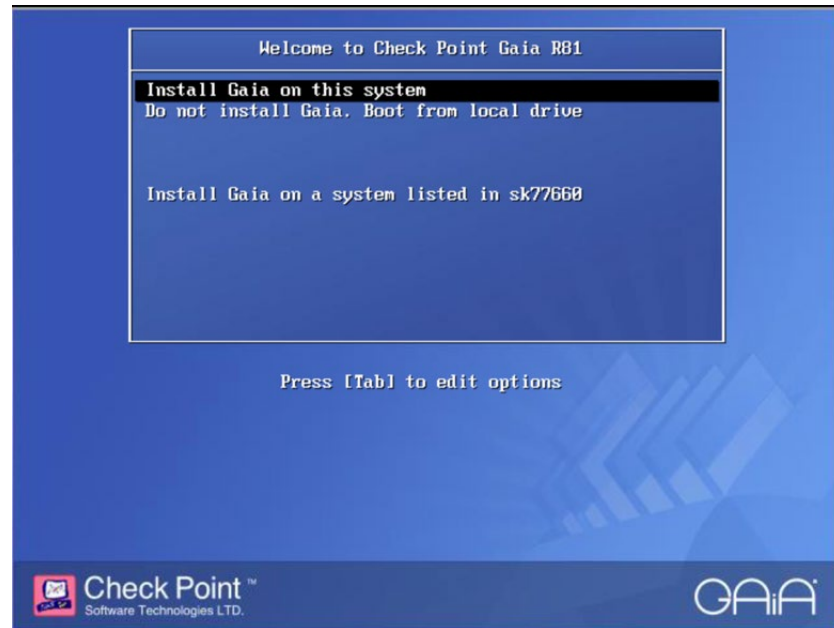 Welcome to Check Point Gaia R81
Install Gaia on this system
Do not install Gaia. Boot from local drive
Install Gaia on a system listed in sk77660
Press [Tab] to edit options
Check Point™
Software Technologies LTD.
GAiA